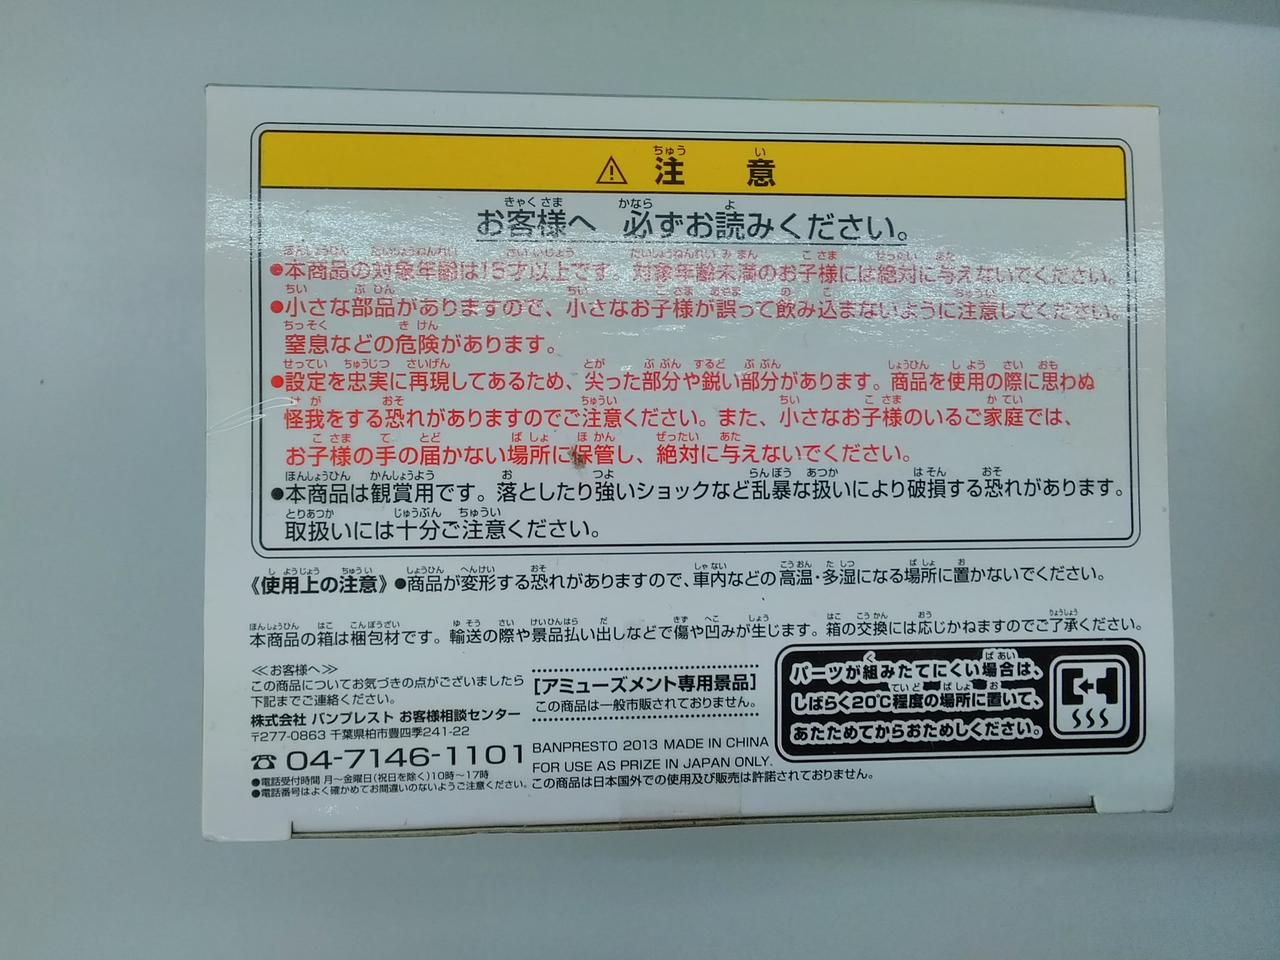 ⚠ 注意
お客様へ 必ずお読みください。
●本商品の対象年齢は15才以上です。対象年齢未満のお子様には絶対に与えないでください。
●小さな部品がありますので、小さなお子様が誤って飲み込まないように注意してください。
窒息などの危険があります。
●設定を忠実に再現してあるため、尖った部分や鋭い部分があります。商品を使用の際に思わぬ
怪我をする恐れがありますのでご注意ください。また、小さなお子様のいるご家庭では、
お子様の手の届かない場所に保管し、絶対に与えないでください。
●本商品は観賞用です。落としたり強いショックなど乱暴な扱いにより破損する恐れがあります。
取扱いには十分ご注意ください。
《使用上の注意》●商品が変形する恐れがありますので、車内などの高温・多湿になる場所に置かないでください。
本商品の箱は梱包材です。輸送の際や景品払い出しなどで傷や凹みが生じます。箱の交換には応じかねますのでご了承ください。
≪お客様へ≫
この商品についてお気づきの点がございましたら
下記までご連絡ください。
株式会社 バンプレスト お客様相談センター
〒277-0863 千葉県柏市豊四季241-22
☎ 04-7146-1101
●電話受付時間 月～金曜日(祝日を除く)10時～17時
●電話番号はよく確かめてお間違いのないようご注意ください。
[アミューズメント専用景品]
この商品は一般市販されておりません。
BANPRESTO 2013 MADE IN CHINA
FOR USE AS PRIZE IN JAPAN ONLY.
この商品は日本国外での使用及び販売は許諾されておりません。
パーツが組みたてにくい場合は、
しばらく20℃程度の場所に置いて、
あたためてからおためしください。